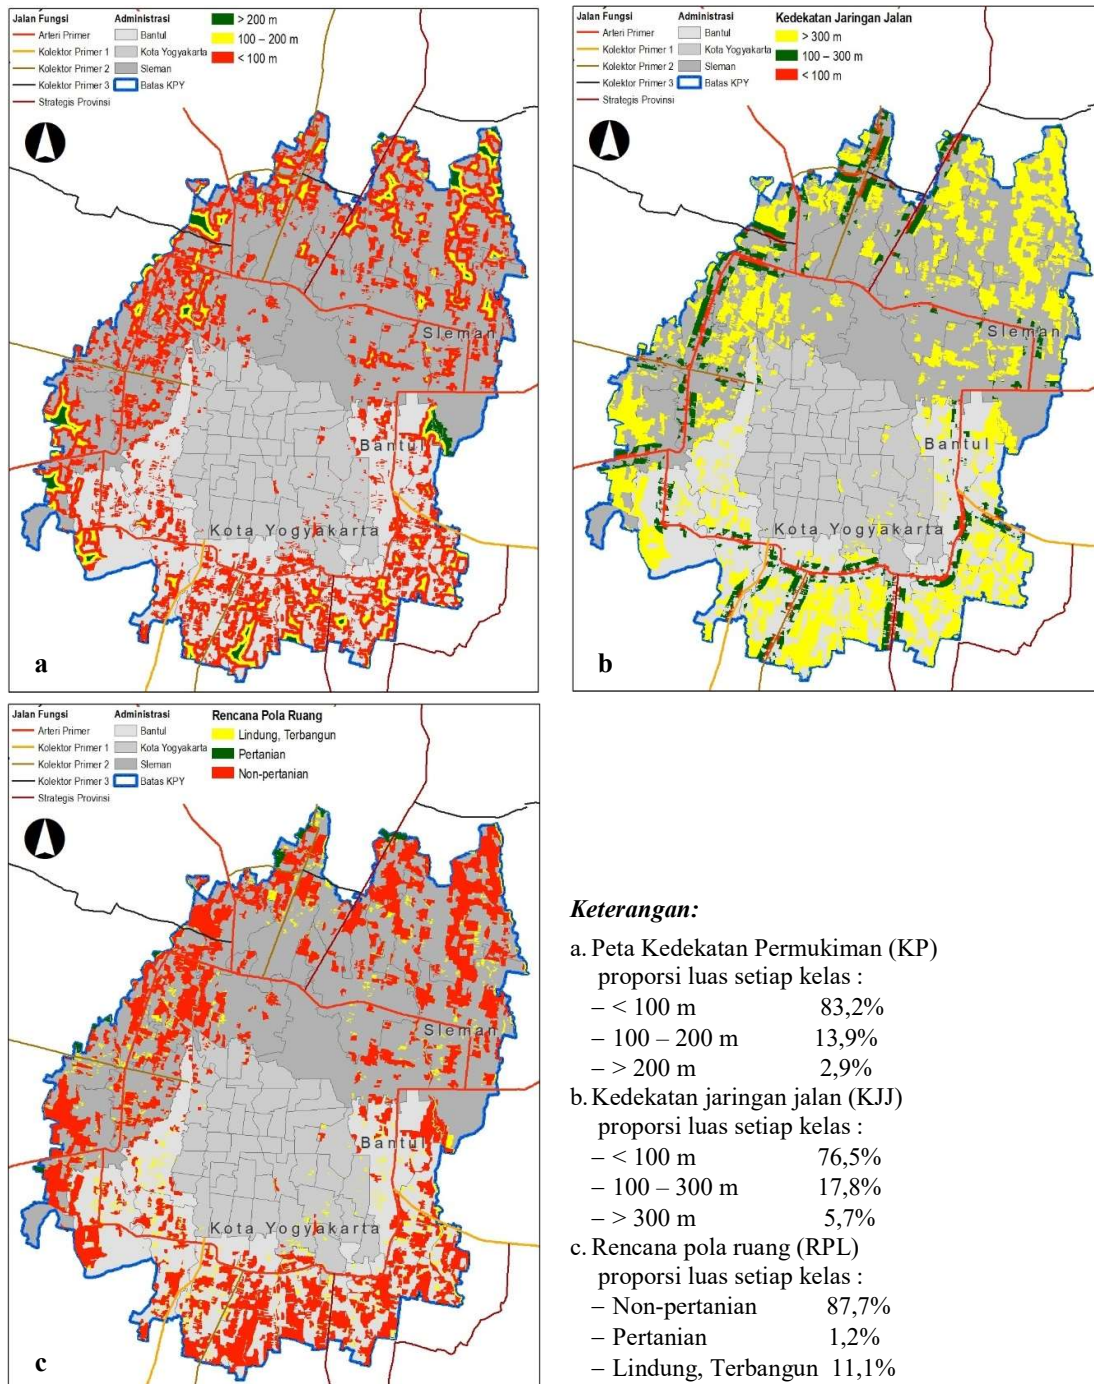 Jalan Fungsi
Arteri Primer
Kolektor Primer 1
Kolektor Primer 2
Kolektor Primer 3
Strategis Provinsi
Administrasi
Bantul
Kota Yogyakarta
Sleman
Batas KPY
> 200 m
100 – 200 m
< 100 m
Sleman
Bantul
Kota Yogyakarta
a
Jalan Fungsi
Arteri Primer
Kolektor Primer 1
Kolektor Primer 2
Kolektor Primer 3
Strategis Provinsi
Administrasi
Bantul
Kota Yogyakarta
Sleman
Batas KPY
Kedekatan Jaringan Jalan
> 300 m
100 – 300 m
< 100 m
Sleman
Bantul
Kota Yogyakarta
b
Jalan Fungsi
Arteri Primer
Kolektor Primer 1
Kolektor Primer 2
Kolektor Primer 3
Strategis Provinsi
Administrasi
Bantul
Kota Yogyakarta
Sleman
Batas KPY
Rencana Pola Ruang
Lindung, Terbangun
Pertanian
Non-pertanian
Sleman
Bantul
Kota Yogyakarta
c
Keterangan:
a. Peta Kedekatan Permukiman (KP)
proporsi luas setiap kelas :
– < 100 m 83,2%
– 100 – 200 m 13,9%
– > 200 m 2,9%
b. Kedekatan jaringan jalan (KJJ)
proporsi luas setiap kelas :
– < 100 m 76,5%
– 100 – 300 m 17,8%
– > 300 m 5,7%
c. Rencana pola ruang (RPL)
proporsi luas setiap kelas :
– Non-pertanian 87,7%
– Pertanian 1,2%
– Lindung, Terbangun 11,1%